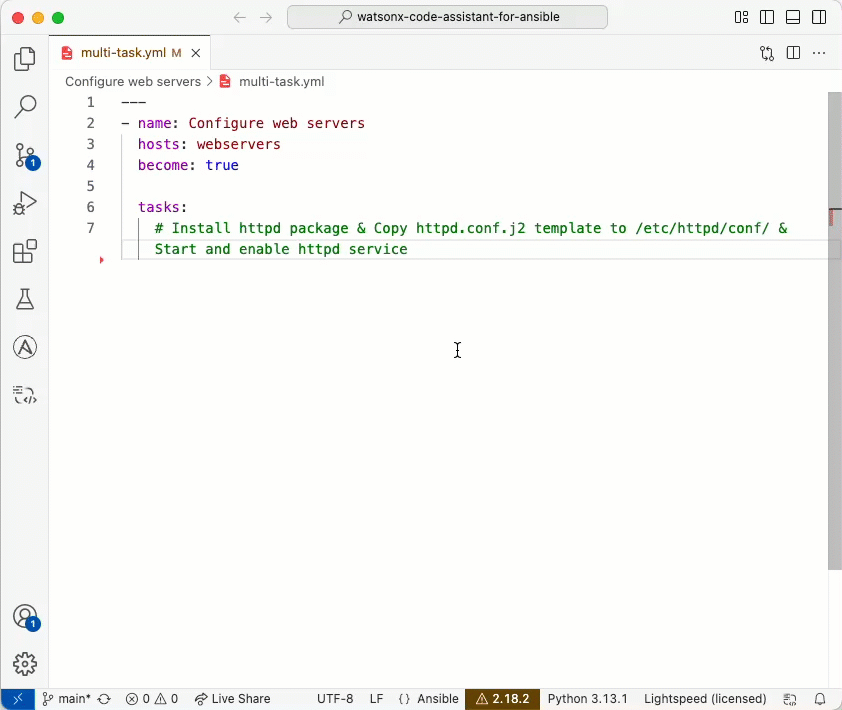 watsonx-code-assistant-for-ansible
multi-task.yml M
Configure web servers > multi-task.yml
1 ---
2 - name: Configure web servers
3 hosts: webservers
4 become: true
5
6 tasks:
7 # Install httpd package & Copy httpd.conf.j2 template to /etc/httpd/conf/ &
Start and enable httpd service
1
1
main* 0 0 Live Share UTF-8 LF {} Ansible 2.18.2 Python 3.13.1 Lightspeed (licensed)